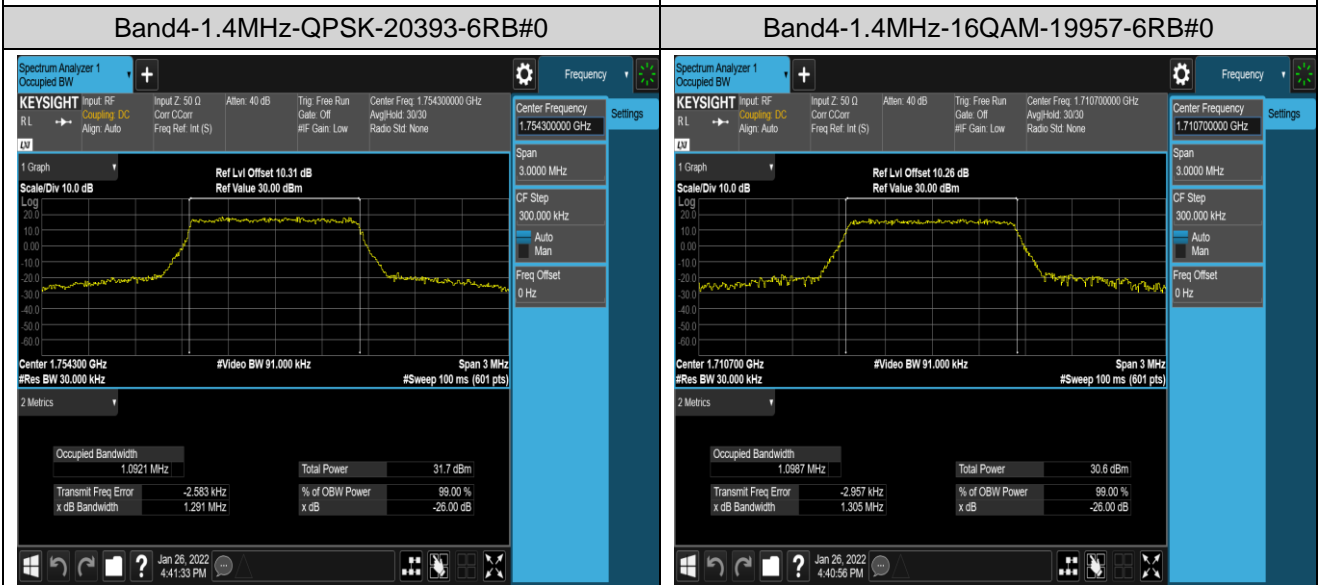 Band4-1.4MHz-QPSK-20393-6RB#0
Spectrum Analyzer 1
Occupied BW
Frequency
KEYSIGHT
RL
LXI
Input: RF
Coupling: DC
Align: Auto
Input Z: 50 Ω
Corr CCorr
Freq Ref: Int (S)
Atten: 40 dB
Trig: Free Run
Gate: Off
#IF Gain: Low
Center Freq: 1.754300000 GHz
Avg|Hold: 30/30
Radio Std: None
Center Frequency
1.754300000 GHz
Settings
Span
3.0000 MHz
CF Step
300.000 kHz
Auto
Man
Freq Offset
0 Hz
1 Graph
Scale/Div 10.0 dB
Ref Lvl Offset 10.31 dB
Ref Value 30.00 dBm
Log
20.0
10.0
0.00
-10.0
-20.0
-30.0
-40.0
-50.0
-60.0
Center 1.754300 GHz
#Res BW 30.000 kHz
#Video BW 91.000 kHz
Span 3 MHz
#Sweep 100 ms (601 pts)
2 Metrics
Occupied Bandwidth
1.0921 MHz
Total Power 31.7 dBm
Transmit Freq Error -2.583 kHz
% of OBW Power 99.00 %
x dB Bandwidth 1.291 MHz
x dB -26.00 dB
Jan 26, 2022
4:41:33 PM
Band4-1.4MHz-16QAM-19957-6RB#0
Spectrum Analyzer 1
Occupied BW
Frequency
KEYSIGHT
RL
LXI
Input: RF
Coupling: DC
Align: Auto
Input Z: 50 Ω
Corr CCorr
Freq Ref: Int (S)
Atten: 40 dB
Trig: Free Run
Gate: Off
#IF Gain: Low
Center Freq: 1.710700000 GHz
Avg|Hold: 30/30
Radio Std: None
Center Frequency
1.710700000 GHz
Settings
Span
3.0000 MHz
CF Step
300.000 kHz
Auto
Man
Freq Offset
0 Hz
1 Graph
Scale/Div 10.0 dB
Ref Lvl Offset 10.26 dB
Ref Value 30.00 dBm
Log
20.0
10.0
0.00
-10.0
-20.0
-30.0
-40.0
-50.0
-60.0
Center 1.710700 GHz
#Res BW 30.000 kHz
#Video BW 91.000 kHz
Span 3 MHz
#Sweep 100 ms (601 pts)
2 Metrics
Occupied Bandwidth
1.0987 MHz
Total Power 30.6 dBm
Transmit Freq Error -2.957 kHz
% of OBW Power 99.00 %
x dB Bandwidth 1.305 MHz
x dB -26.00 dB
Jan 26, 2022
4:40:56 PM